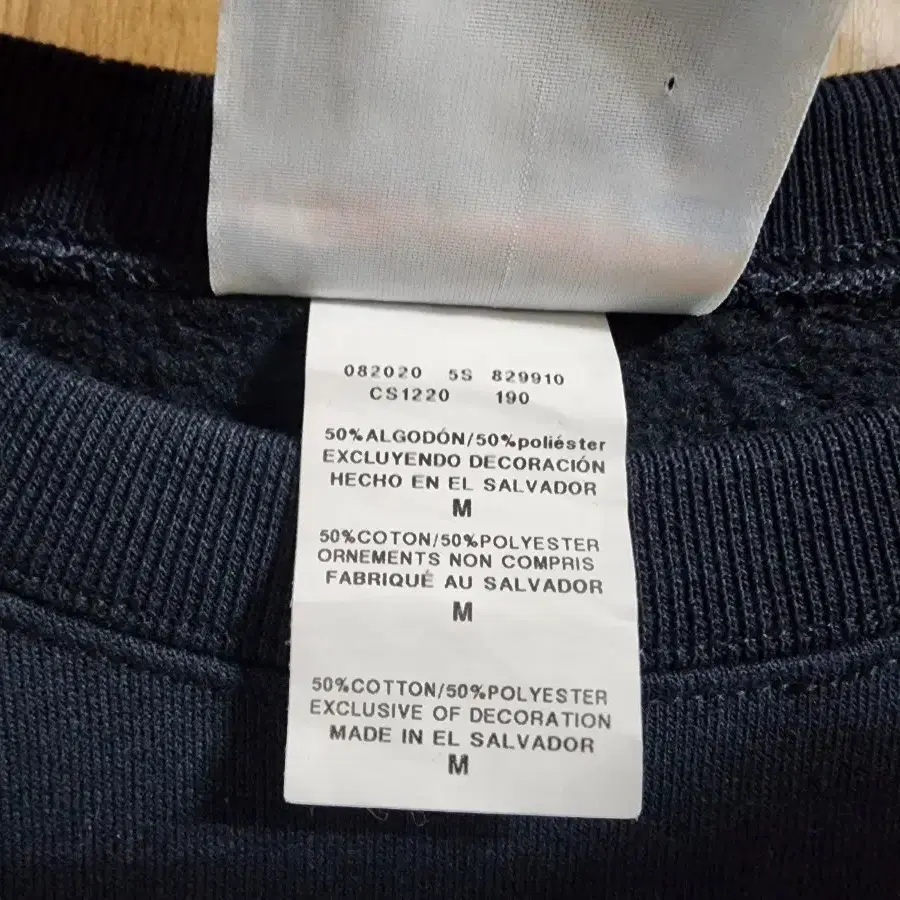 082020 5S 829910
CS1220 190
50%ALGODÓN/50%poliéster
EXCLUYENDO DECORACIÓN
HECHO EN EL SALVADOR
M
50%COTON/50%POLYESTER
ORNEMENTS NON COMPRIS
FABRIQUÉ AU SALVADOR
M
50%COTTON/50%POLYESTER
EXCLUSIVE OF DECORATION
MADE IN EL SALVADOR
M